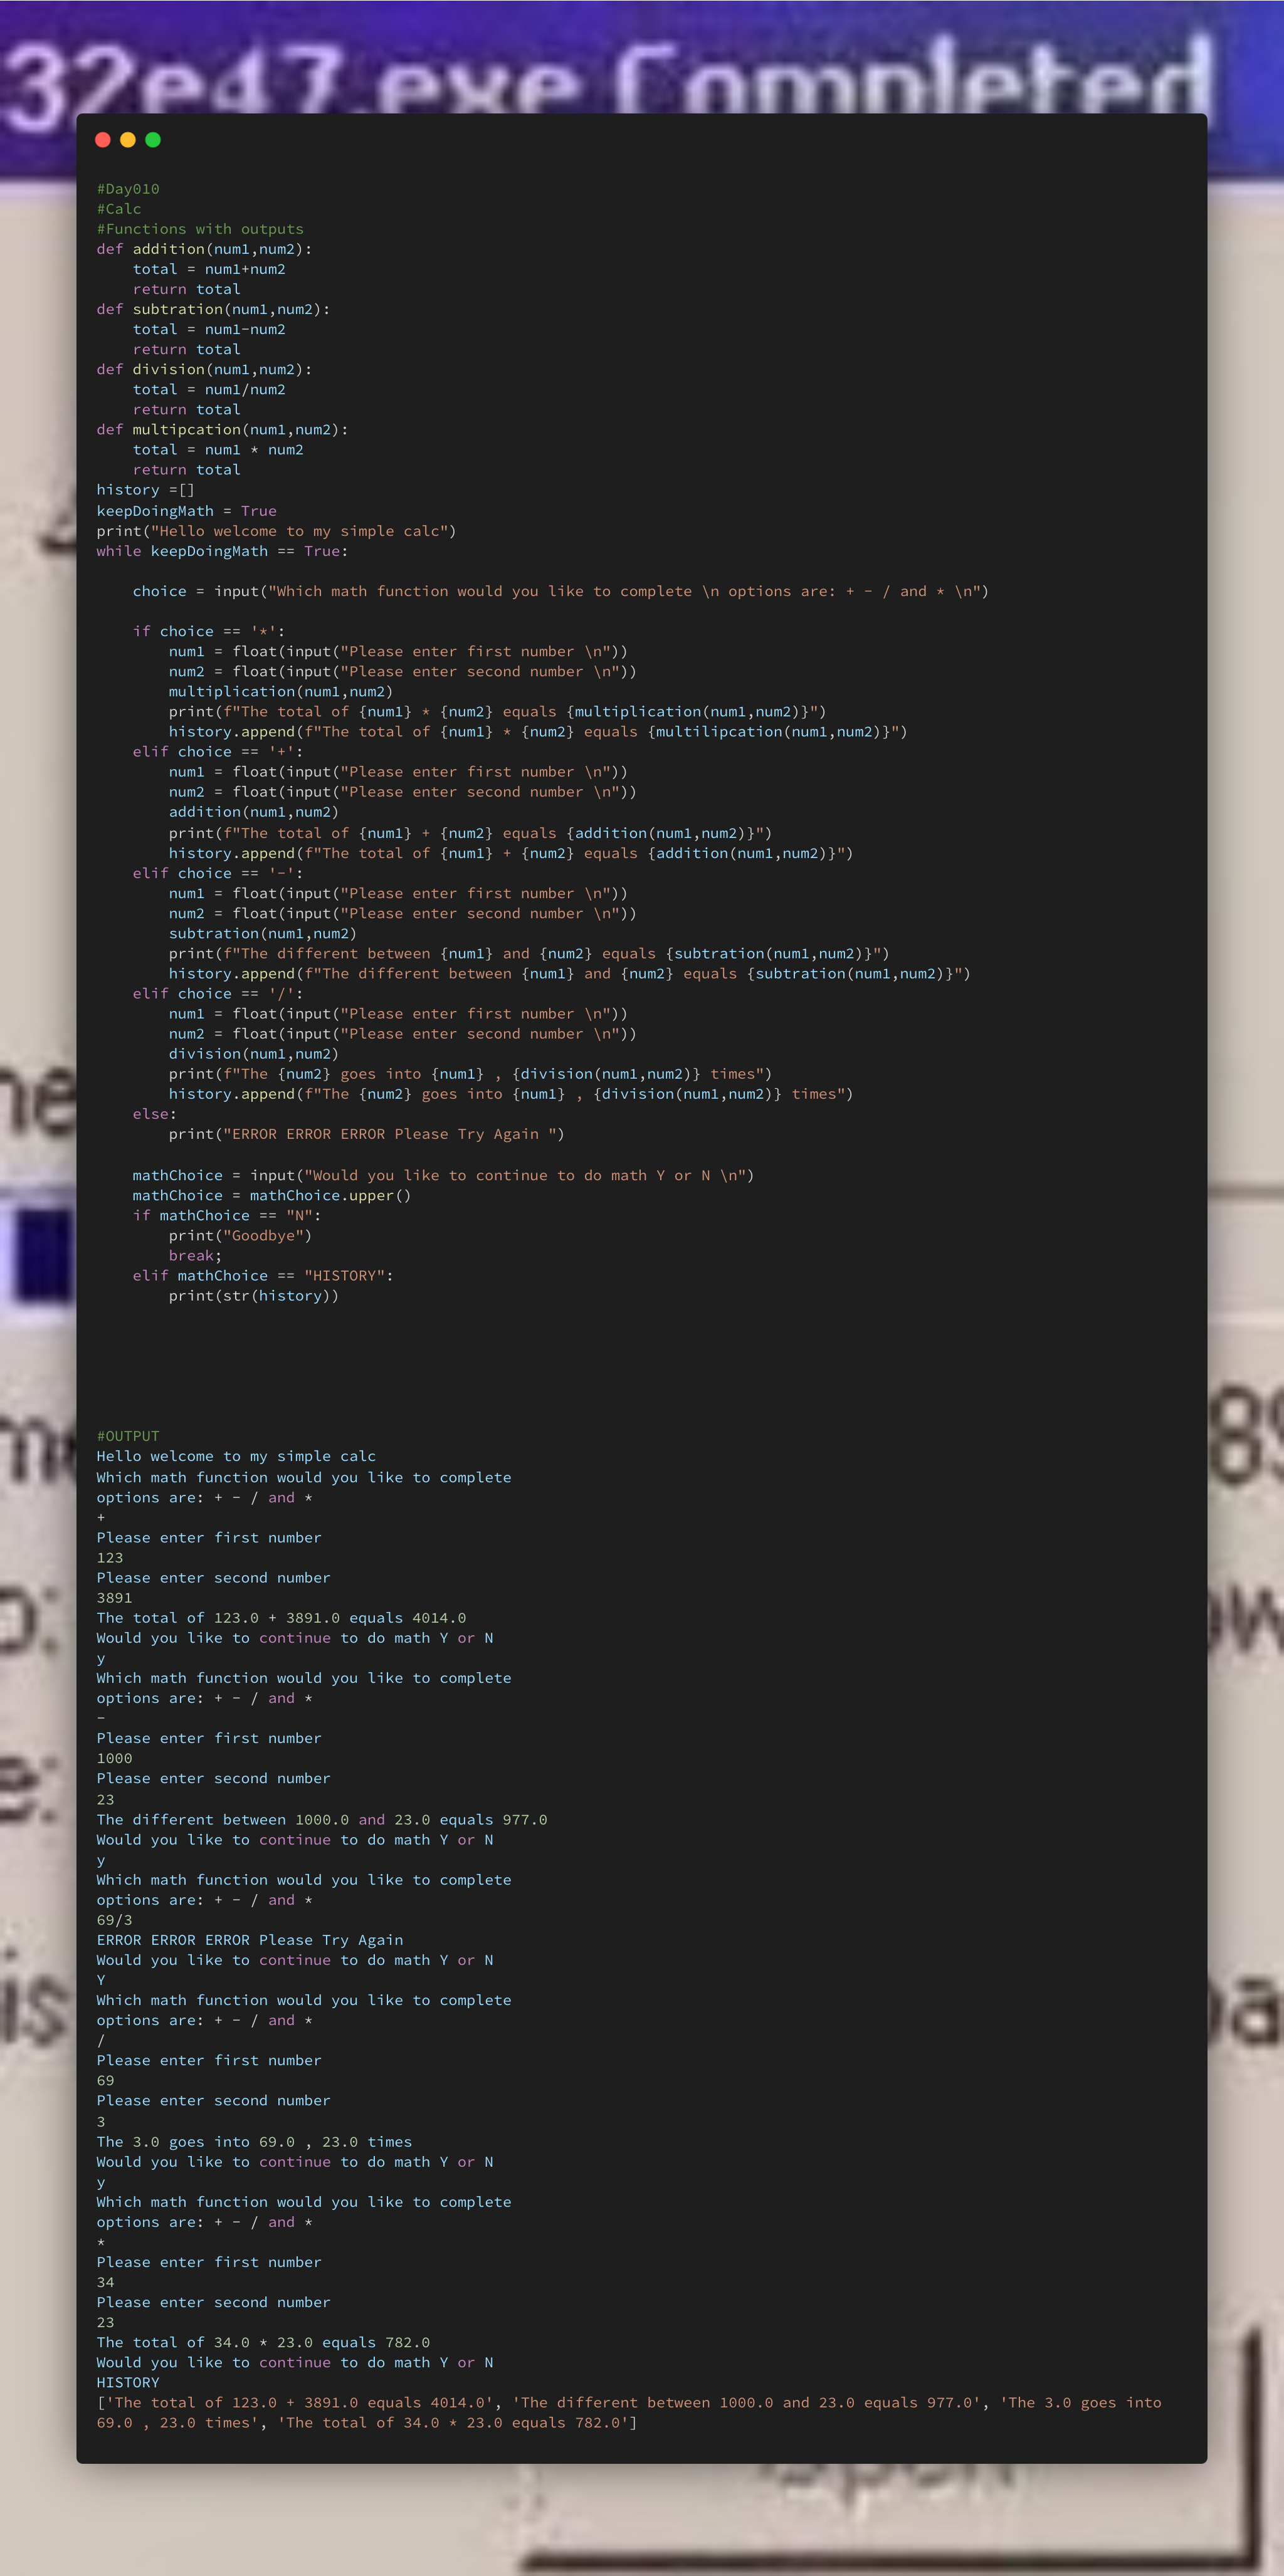 32e47.exe Completed
#Day010
#Calc
#Functions with outputs
def addition(num1,num2):
    total = num1+num2
    return total
def subtration(num1,num2):
    total = num1-num2
    return total
def division(num1,num2):
    total = num1/num2
    return total
def multipcation(num1,num2):
    total = num1 * num2
    return total
history =[]
keepDoingMath = True
print("Hello welcome to my simple calc")
while keepDoingMath == True:
    choice = input("Which math function would you like to complete \n options are: + - / and * \n")
    if choice == '*':
        num1 = float(input("Please enter first number \n"))
        num2 = float(input("Please enter second number \n"))
        multiplication(num1,num2)
        print(f"The total of {num1} * {num2} equals {multiplication(num1,num2)}")
        history.append(f"The total of {num1} * {num2} equals {multilipcation(num1,num2)}")
    elif choice == '+':
        num1 = float(input("Please enter first number \n"))
        num2 = float(input("Please enter second number \n"))
        addition(num1,num2)
        print(f"The total of {num1} + {num2} equals {addition(num1,num2)}")
        history.append(f"The total of {num1} + {num2} equals {addition(num1,num2)}")
    elif choice == '-':
        num1 = float(input("Please enter first number \n"))
        num2 = float(input("Please enter second number \n"))
        subtration(num1,num2)
        print(f"The different between {num1} and {num2} equals {subtration(num1,num2)}")
        history.append(f"The different between {num1} and {num2} equals {subtration(num1,num2)}")
    elif choice == '/':
        num1 = float(input("Please enter first number \n"))
        num2 = float(input("Please enter second number \n"))
        division(num1,num2)
        print(f"The {num2} goes into {num1} , {division(num1,num2)} times")
        history.append(f"The {num2} goes into {num1} , {division(num1,num2)} times")
    else:
        print("ERROR ERROR ERROR Please Try Again ")
    mathChoice = input("Would you like to continue to do math Y or N \n")
    mathChoice = mathChoice.upper()
    if mathChoice == "N":
        print("Goodbye")
        break;
    elif mathChoice == "HISTORY":
        print(str(history))
#OUTPUT
Hello welcome to my simple calc
Which math function would you like to complete
options are: + - / and *
+
Please enter first number
123
Please enter second number
3891
The total of 123.0 + 3891.0 equals 4014.0
Would you like to continue to do math Y or N
y
Which math function would you like to complete
options are: + - / and *
-
Please enter first number
1000
Please enter second number
23
The different between 1000.0 and 23.0 equals 977.0
Would you like to continue to do math Y or N
y
Which math function would you like to complete
options are: + - / and *
69/3
ERROR ERROR ERROR Please Try Again
Would you like to continue to do math Y or N
Y
Which math function would you like to complete
options are: + - / and *
/
Please enter first number
69
Please enter second number
3
The 3.0 goes into 69.0 , 23.0 times
Would you like to continue to do math Y or N
y
Which math function would you like to complete
options are: + - / and *
*
Please enter first number
34
Please enter second number
23
The total of 34.0 * 23.0 equals 782.0
Would you like to continue to do math Y or N
HISTORY
['The total of 123.0 + 3891.0 equals 4014.0', 'The different between 1000.0 and 23.0 equals 977.0', 'The 3.0 goes into
69.0 , 23.0 times', 'The total of 34.0 * 23.0 equals 782.0']